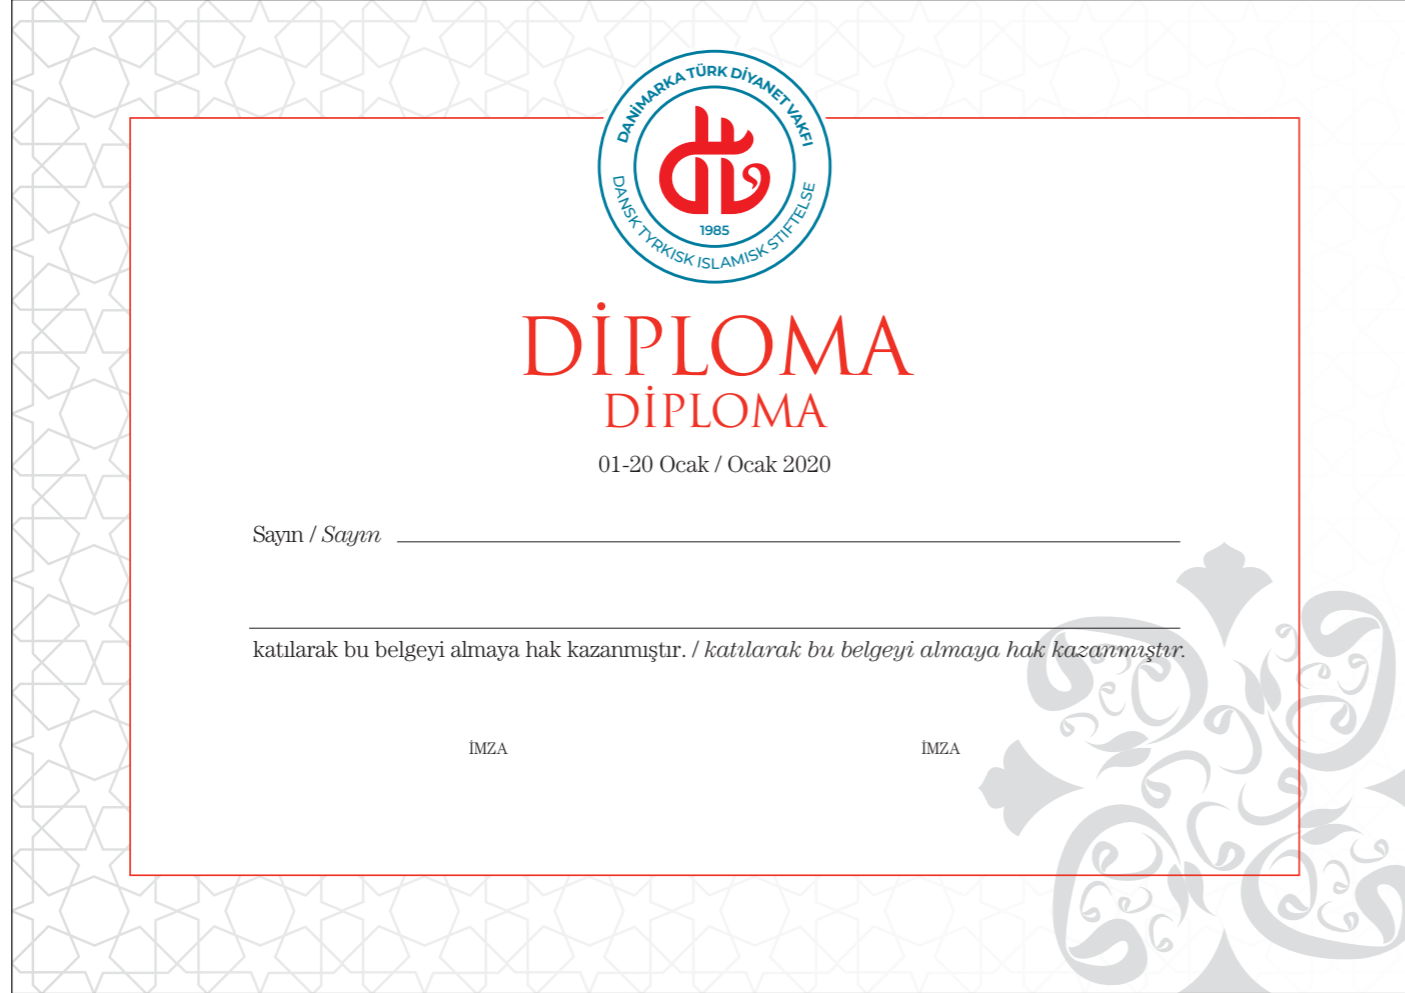 DANİMARKA TÜRK DİYANET VAKFI
1985
DANSK TYRKISK ISLAMISK STIFTELSE
DİPLOMA
DİPLOMA
01-20 Ocak / Ocak 2020
Sayın / Sayın
katılarak bu belgeyi almaya hak kazanmıştır. / katılarak bu belgeyi almaya hak kazanmıştır.
İMZA İMZA